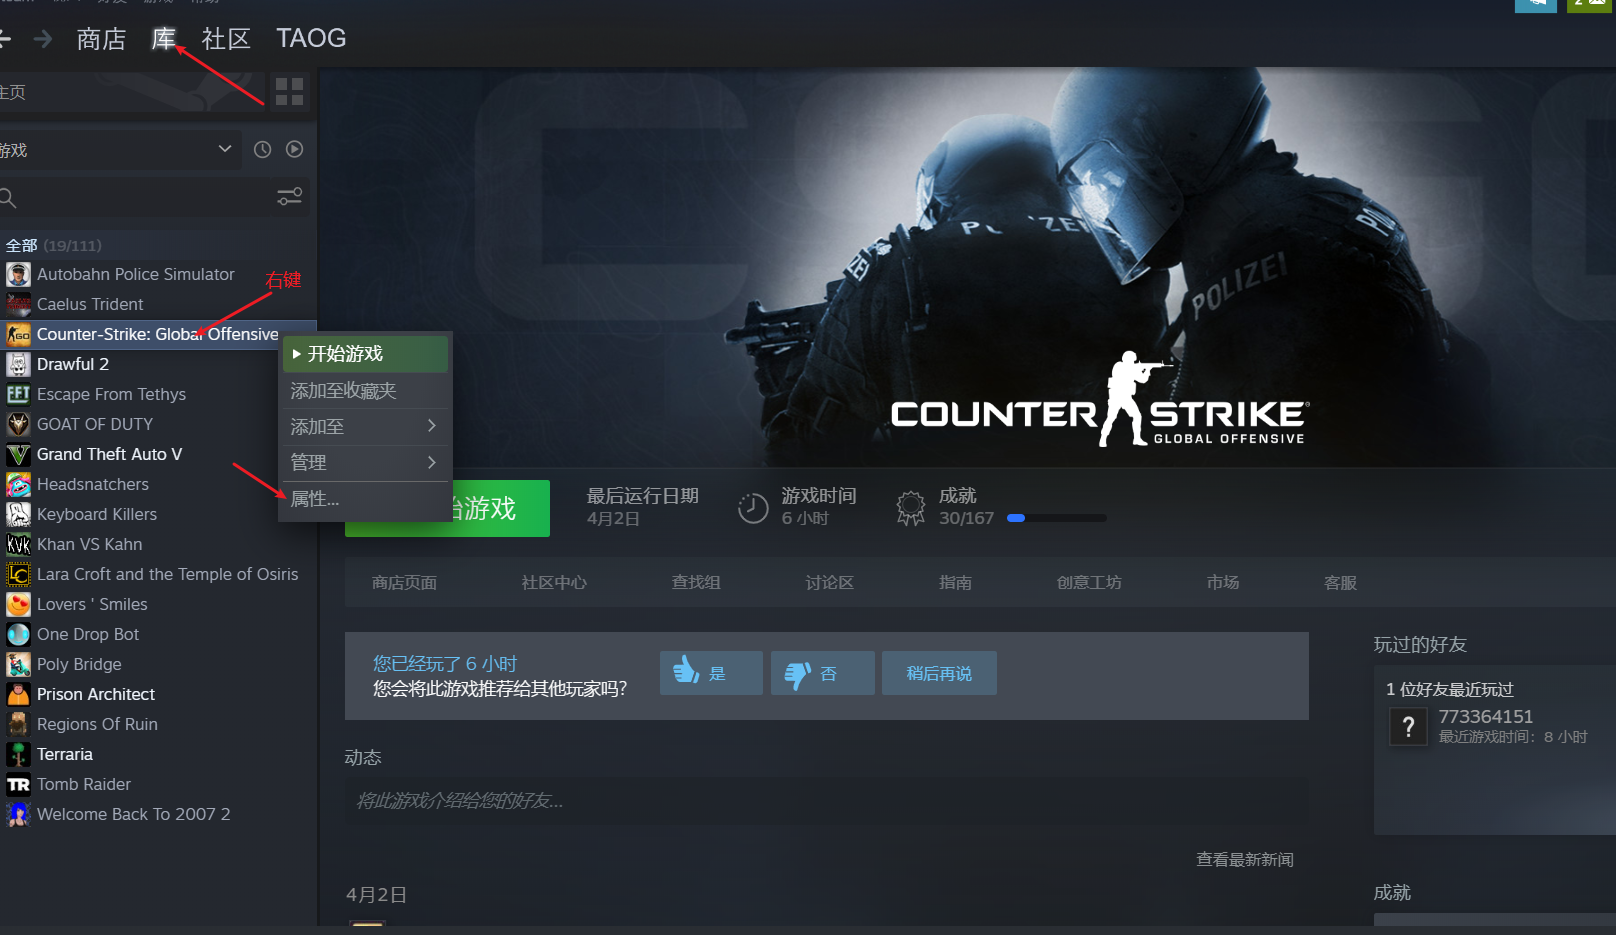 商店 库 社区 TAOG
主页
游戏
全部 (19/111)
Autobahn Police Simulator
右键
Caelus Trident
Counter-Strike: Global Offensive
Drawful 2
Escape From Tethys
GOAT OF DUTY
Grand Theft Auto V
Headsnatchers
Keyboard Killers
Khan VS Kahn
Lara Croft and the Temple of Osiris
Lovers ' Smiles
One Drop Bot
Poly Bridge
Prison Architect
Regions Of Ruin
Terraria
Tomb Raider
Welcome Back To 2007 2
开始游戏
添加至收藏夹
添加至
管理
属性...
POLIZEI
COUNTER STRIKE
GLOBAL OFFENSIVE
始游戏
最后运行日期
4月2日
游戏时间
6 小时
成就
30/167
商店页面 社区中心 查找组 讨论区 指南 创意工坊 市场 客服
您已经玩了 6 小时
您会将此游戏推荐给其他玩家吗?
是 否 稍后再说
动态
将此游戏介绍给您的好友...
查看最新新闻
4月2日
玩过的好友
1 位好友最近玩过
?
773364151
最近游戏时间: 8 小时
成就